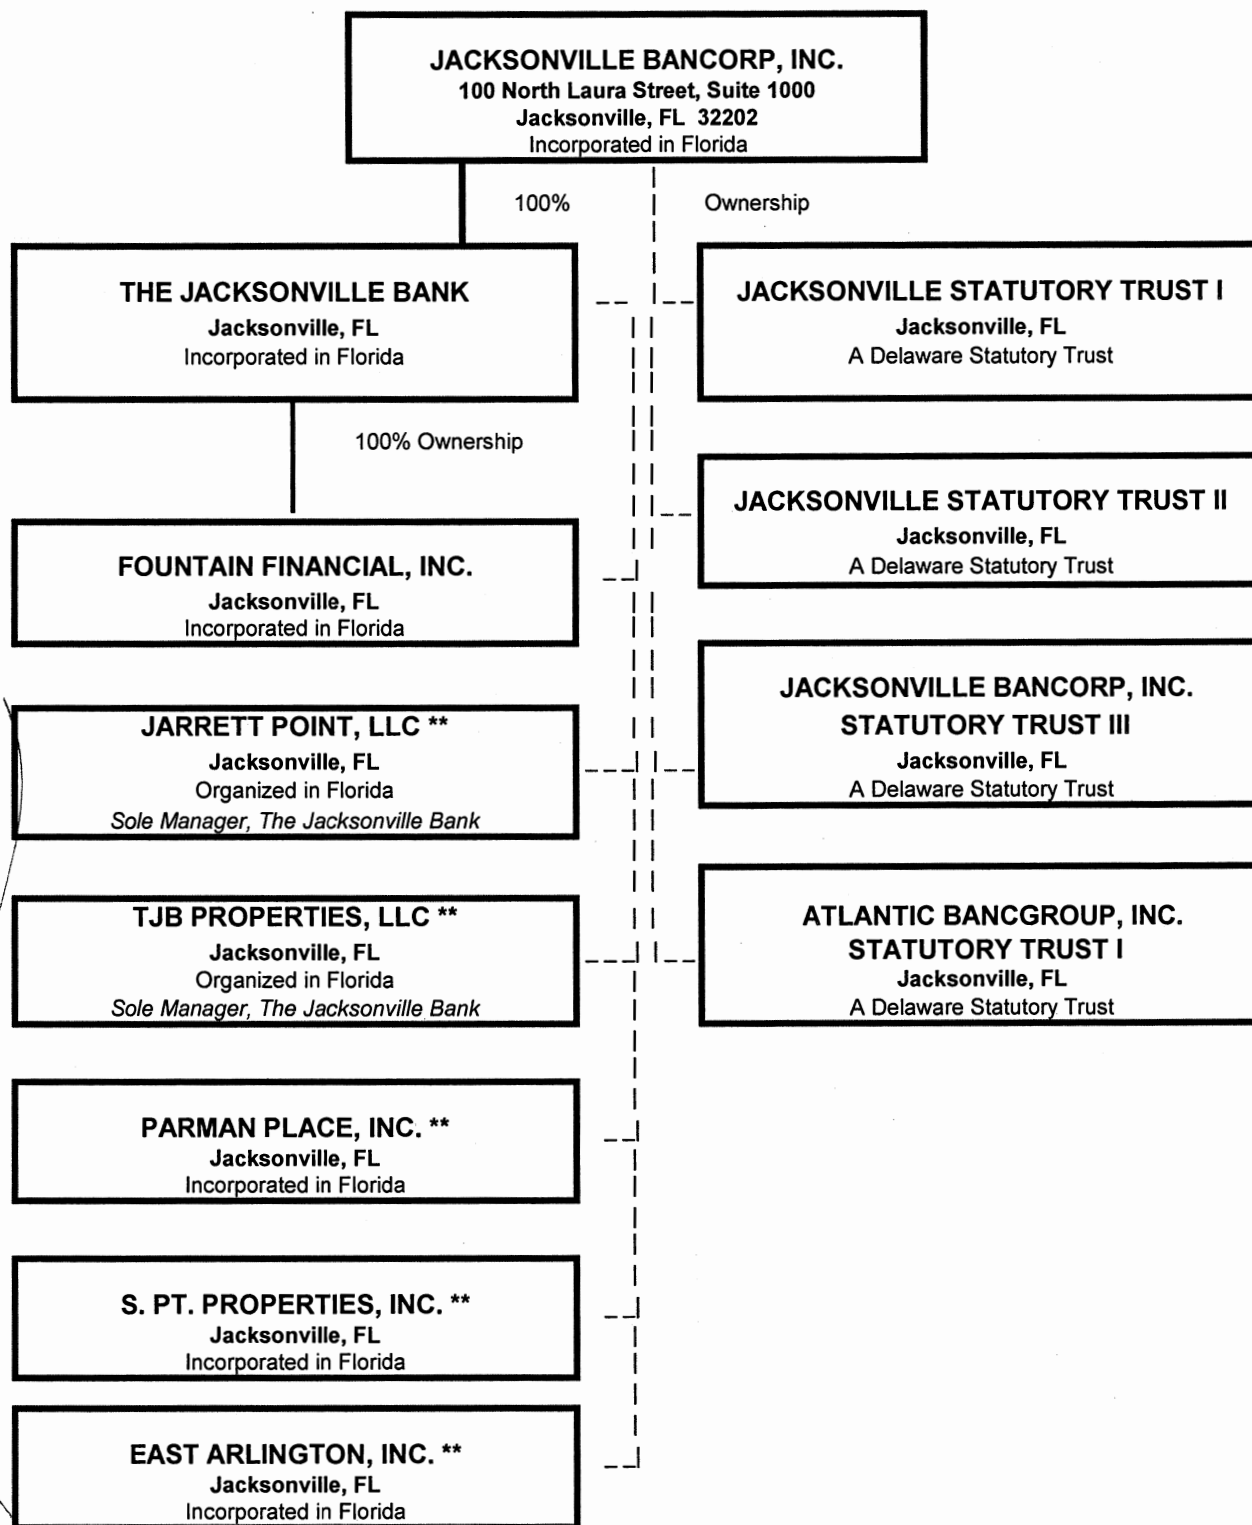 JACKSONVILLE BANCORP, INC.
100 North Laura Street, Suite 1000
Jacksonville, FL 32202
Incorporated in Florida
100%
Ownership
THE JACKSONVILLE BANK
Jacksonville, FL
Incorporated in Florida
100% Ownership
FOUNTAIN FINANCIAL, INC.
Jacksonville, FL
Incorporated in Florida
JARRETT POINT, LLC **
Jacksonville, FL
Organized in Florida
Sole Manager, The Jacksonville Bank
TJB PROPERTIES, LLC **
Jacksonville, FL
Organized in Florida
Sole Manager, The Jacksonville Bank
PARMAN PLACE, INC. **
Jacksonville, FL
Incorporated in Florida
S. PT. PROPERTIES, INC. **
Jacksonville, FL
Incorporated in Florida
EAST ARLINGTON, INC. **
Jacksonville, FL
Incorporated in Florida
JACKSONVILLE STATUTORY TRUST I
Jacksonville, FL
A Delaware Statutory Trust
JACKSONVILLE STATUTORY TRUST II
Jacksonville, FL
A Delaware Statutory Trust
JACKSONVILLE BANCORP, INC.
STATUTORY TRUST III
Jacksonville, FL
A Delaware Statutory Trust
ATLANTIC BANCGROUP, INC.
STATUTORY TRUST I
Jacksonville, FL
A Delaware Statutory Trust